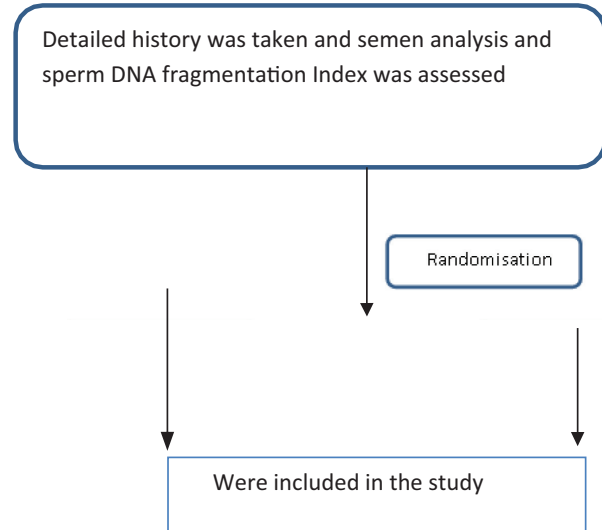 Detailed history was taken and semen analysis and
sperm DNA fragmentation Index was assessed
Randomisation
Were included in the study